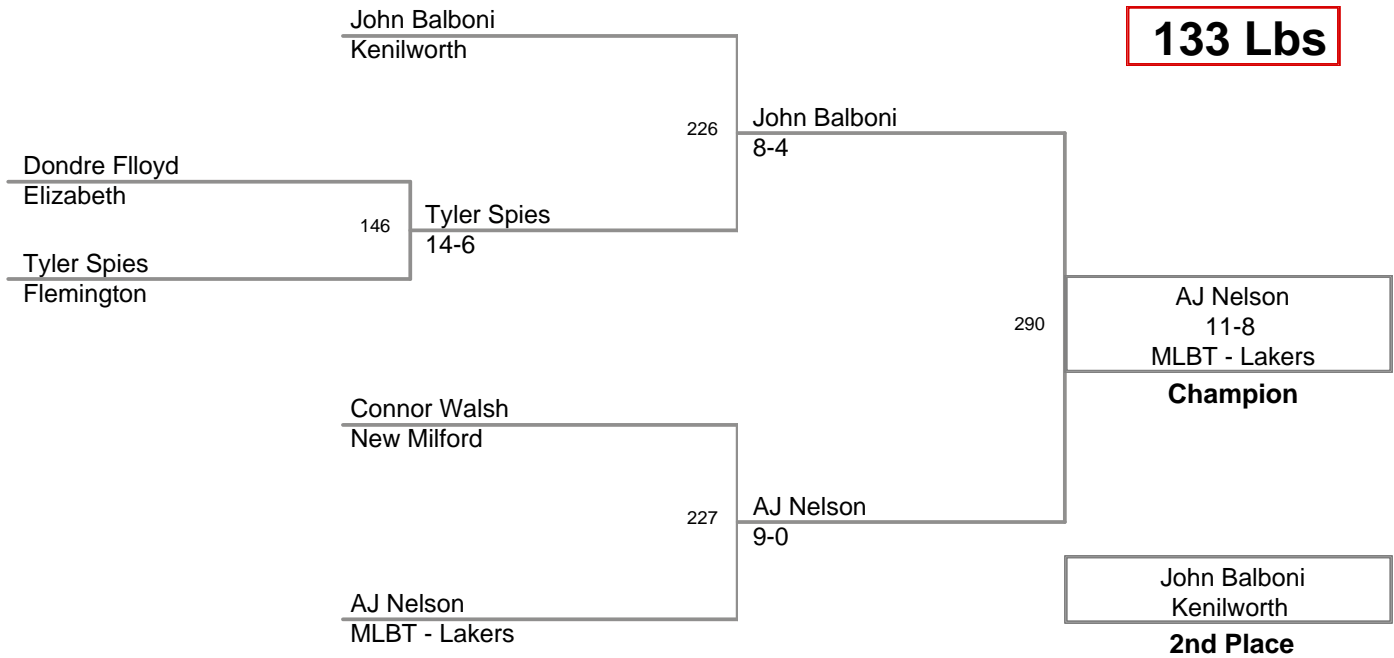 John Balboni
Kenilworth
133 Lbs
226
John Balboni
8-4
Dondre Flloyd
Elizabeth
146
Tyler Spies
14-6
Tyler Spies
Flemington
290
AJ Nelson
11-8
MLBT - Lakers
Champion
Connor Walsh
New Milford
227
AJ Nelson
9-0
AJ Nelson
MLBT - Lakers
John Balboni
Kenilworth
2nd Place